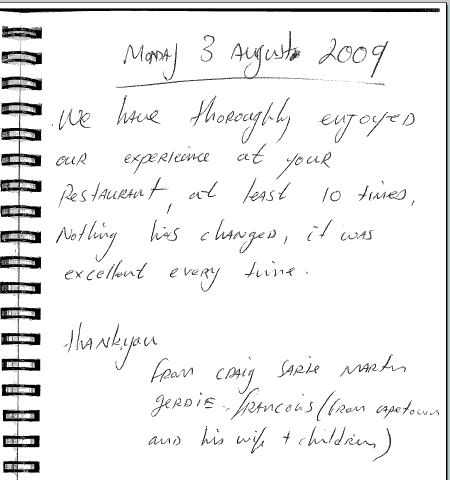 Monday 3 August 2009
We have thoroughly enjoyed
our experience at your
Restaurant, at least 10 times,
Nothing has changed, it was
excellent every time.
thankyou
from CRAIG SARIE MARTIN
GERDIE . FRANCOIS (from capetown
and his wife + children)